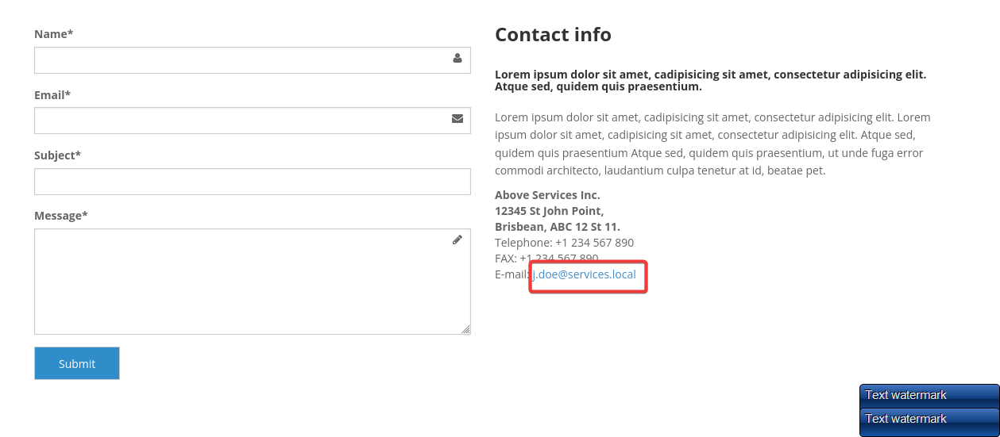 Name*
Email*
Subject*
Message*
Submit
Contact info
Lorem ipsum dolor sit amet, cadipisicing sit amet, consectetur adipisicing elit.
Atque sed, quidem quis praesentium.
Lorem ipsum dolor sit amet, cadipisicing sit amet, consectetur adipisicing elit. Lorem
ipsum dolor sit amet, cadipisicing sit amet, consectetur adipisicing elit. Atque sed,
quidem quis praesentium Atque sed, quidem quis praesentium, ut unde fuga error
commodi architecto, laudantium culpa tenetur at id, beatae pet.
Above Services Inc.
12345 St John Point,
Brisbean, ABC 12 St 11.
Telephone: +1 234 567 890
FAX: +1 234 567 890
E-mail: j.doe@services.local
Text watermark
Text watermark